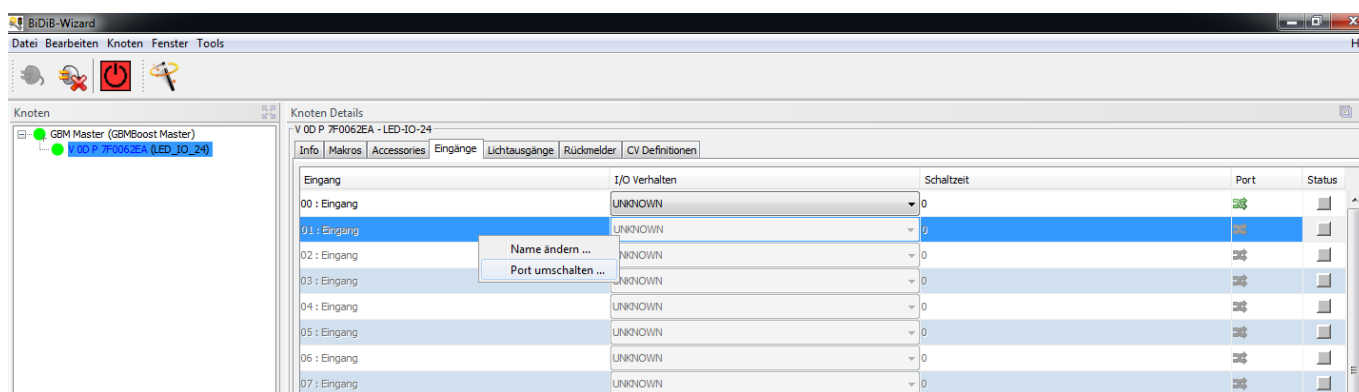 BiDiB-Wizard
Datei Bearbeiten Knoten Fenster Tools H
Knoten
GBM Master (GBMBoost Master)
V 0D P 7F0062EA (LED_IO_24)
Knoten Details
V 0D P 7F0062EA - LED-IO-24
Info Makros Accessories Eingänge Lichtausgänge Rückmelder CV Definitionen
Eingang I/O Verhalten Schaltzeit Port Status
00 : Eingang UNKNOWN 0
01 : Eingang UNKNOWN 0
Name ändern ...
02 : Eingang NKNOWN 0
Port umschalten ...
03 : Eingang UNKNOWN 0
04 : Eingang UNKNOWN 0
05 : Eingang UNKNOWN 0
06 : Eingang UNKNOWN 0
07 : Eingang UNKNOWN 0